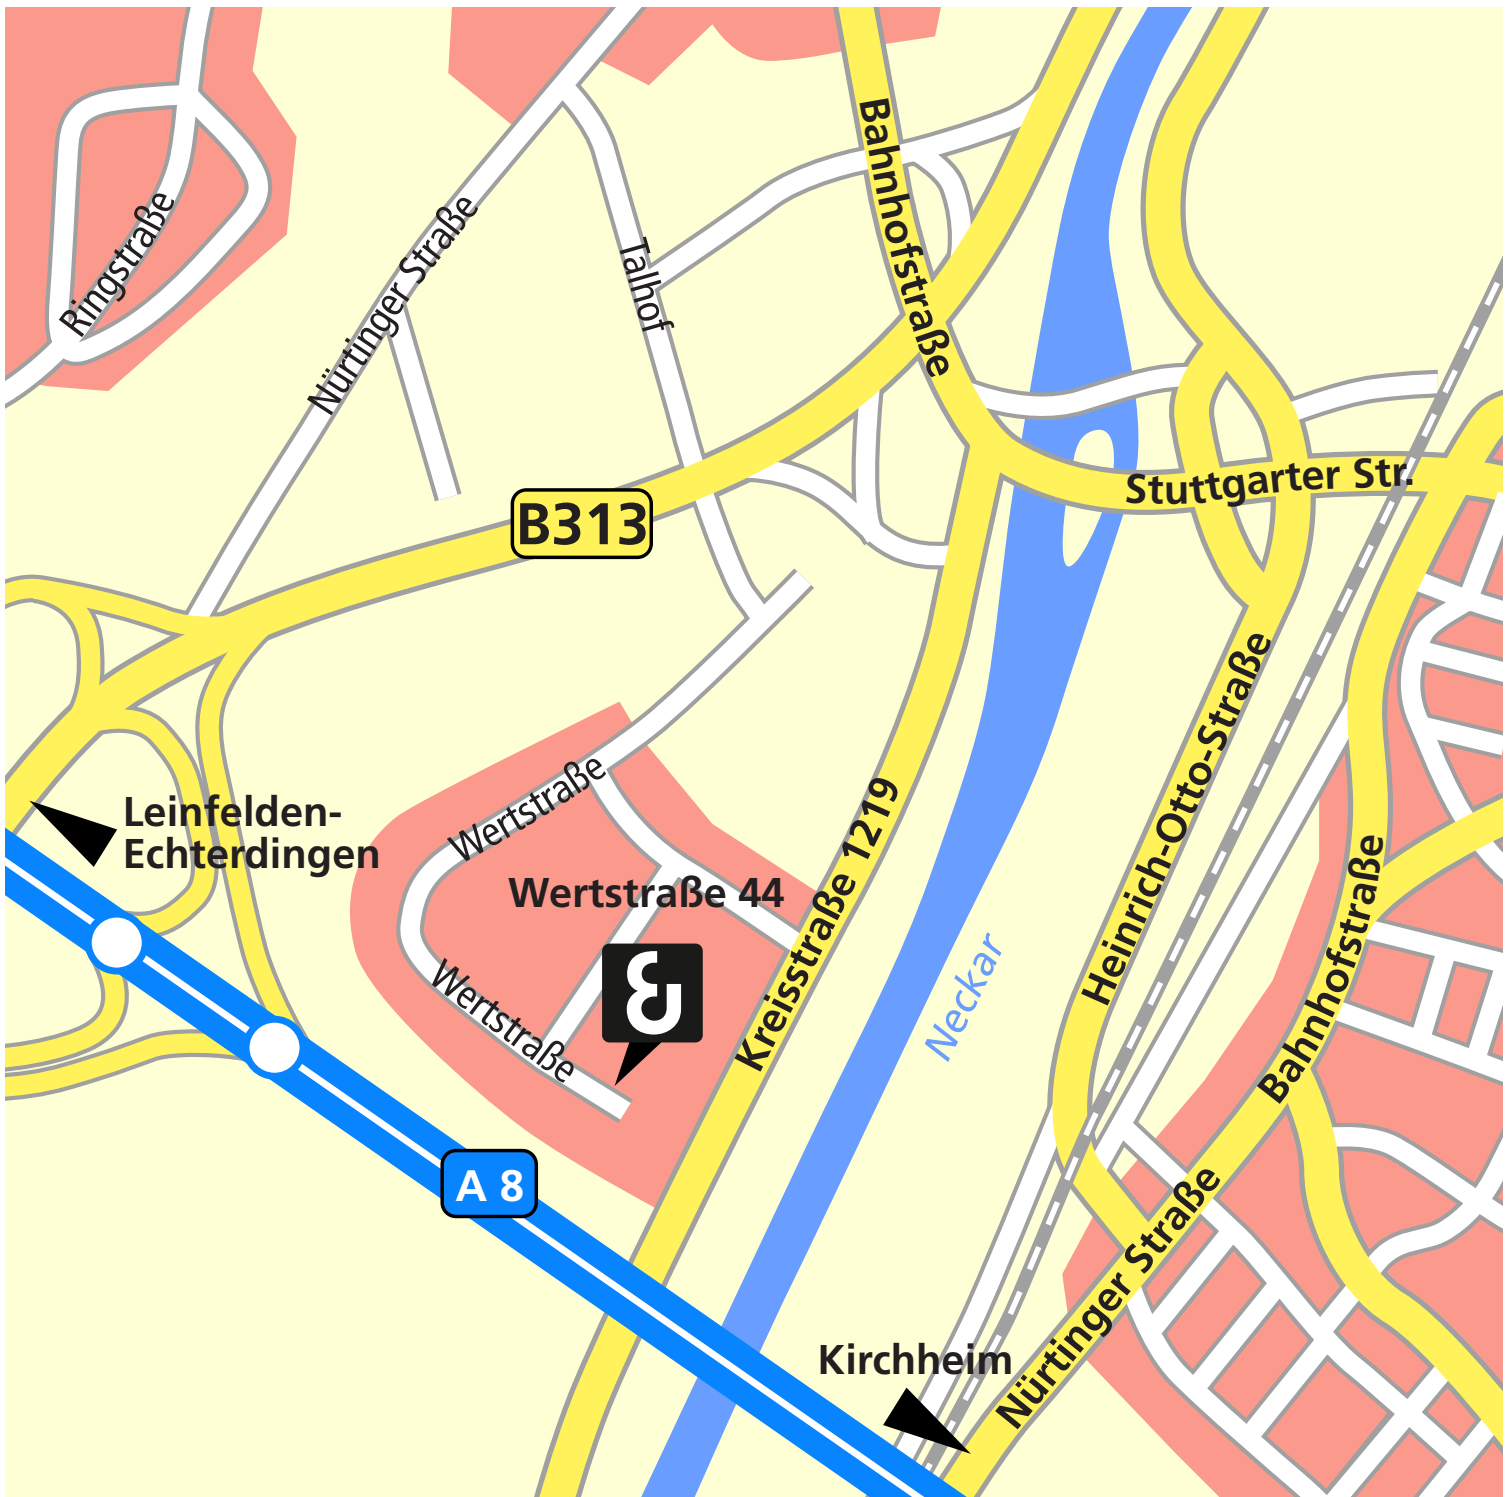 Bahnhofstraße
Ringstraße
Nürtinger Straße
Talhof
Stuttgarter Str.
B313
Heinrich-Otto-Straße
Leinfelden-
Echterdingen
Wertstraße
Wertstraße 44
Kreisstraße 1219
Bahnhofstraße
Neckar
Wertstraße
A 8
Nürtinger Straße
Kirchheim